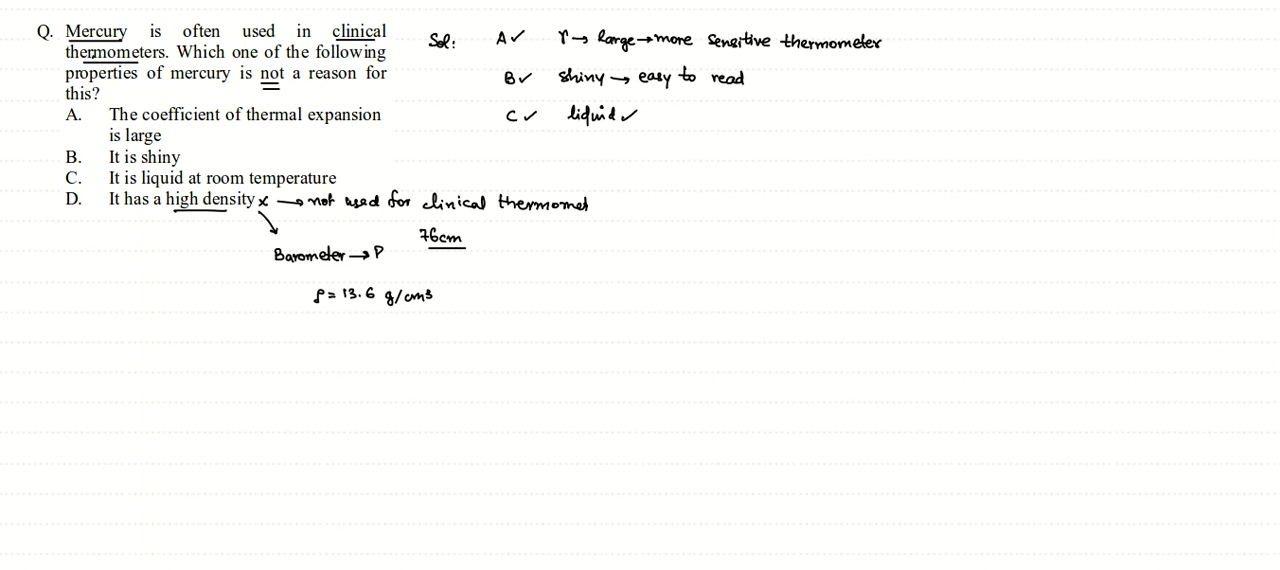 Q. Mercury is often used in clinical
thermometers. Which one of the following
properties of mercury is not a reason for
this?
A. The coefficient of thermal expansion
is large
B. It is shiny
C. It is liquid at room temperature
D. It has a high density x → not used for clinical thermomet
Sol: A✓ γ → large → more sensitive thermometer
B✓ shiny → easy to read
C✓ liquid ✓
76cm
Barometer → P
ρ = 13.6 g/cm3